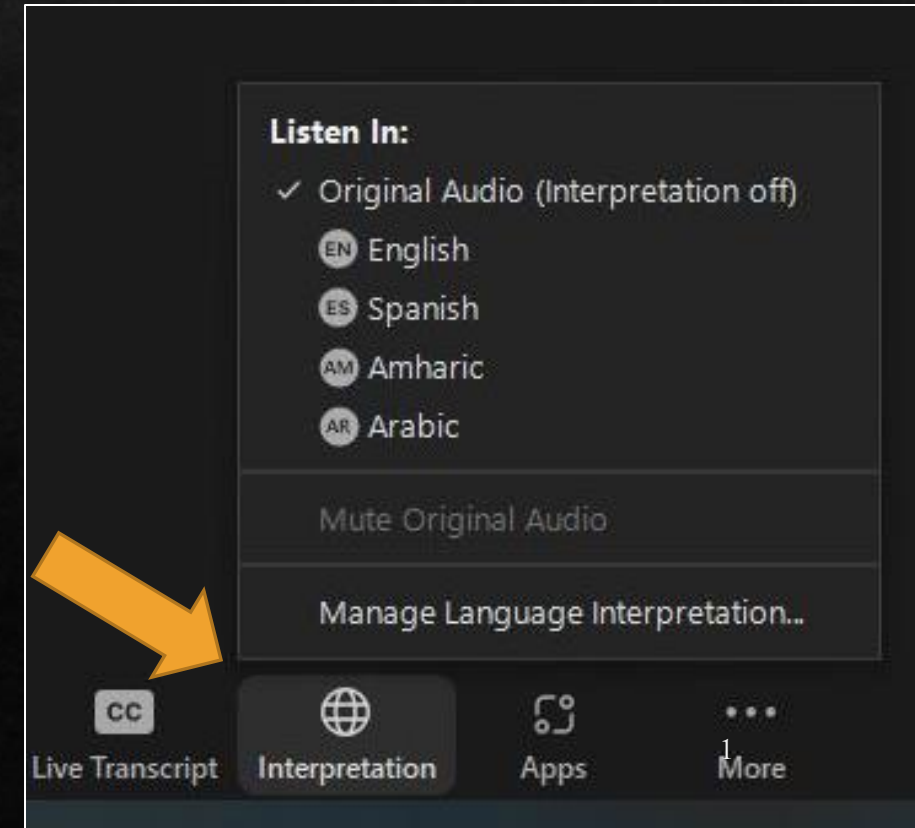 Listen In:
Original Audio (Interpretation off)
EN English
ES Spanish
AM Amharic
AR Arabic
Mute Original Audio
Manage Language Interpretation...
CC
Live Transcript Interpretation Apps More
1